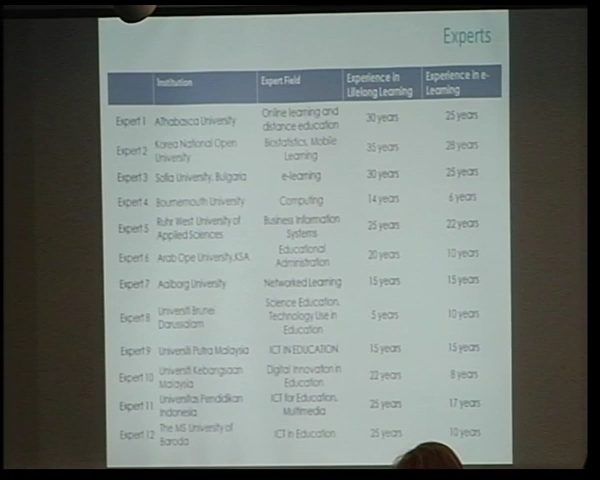 Experts
Institution Expert Field Experience in Lifelong Learning Experience in e-Learning
Expert 1 Athabasca University Online learning and distance education 30 years 25 years
Expert 2 Korea National Open University Biostatistics, Mobile Learning 35 years 28 years
Expert 3 Sofia University, Bulgaria e-learning 30 years 25 years
Expert 4 Bournemouth University Computing 14 years 6 years
Expert 5 Ruhr West University of Applied Sciences Business Information Systems 25 years 22 years
Expert 6 Arab Ope University, KSA Educational Administration 20 years 10 years
Expert 7 Aalborg University Networked Learning 15 years 15 years
Expert 8 Universiti Brunei Darussalam Science Education, Technology Use in Education 5 years 10 years
Expert 9 Universiti Putra Malaysia ICT IN EDUCATION 15 years 15 years
Expert 10 Universiti Kebangsaan Malaysia Digital Innovation in Education 22 years 8 years
Expert 11 Universitas Pendidikan Indonesia ICT for Education, Multimedia 25 years 17 years
Expert 12 The MS University of Baroda ICT in Education 25 years 10 years